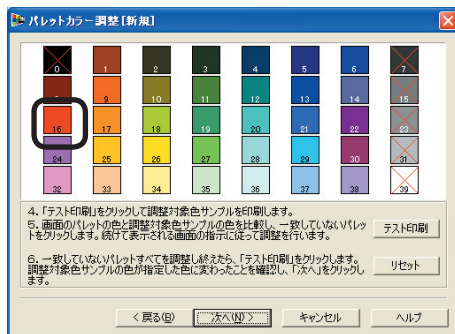 パレットカラー調整[新規]
0 1 2 3 4 5 6 7
9 10 11 12 13 14 15
16 17 18 19 20 21 22 23
24 25 26 27 28 29 30 31
32 33 34 35 36 37 38 39
4. 「テスト印刷」をクリックして調整対象色サンプルを印刷します。
5. 画面のパレットの色と調整対象色サンプルの色を比較し、一致していないパレッ
トをクリックします。続けて表示される画面の指示に従って調整を行います。
テスト印刷
6. 一致していないパレットすべてを調整し終えたら、「テスト印刷」をクリックします。
調整対象色サンプルの色が指定した色に変わったことを確認し、「次へ」をクリックし
ます。
リセット
< 戻る(B) 次へ(N) > キャンセル ヘルプ